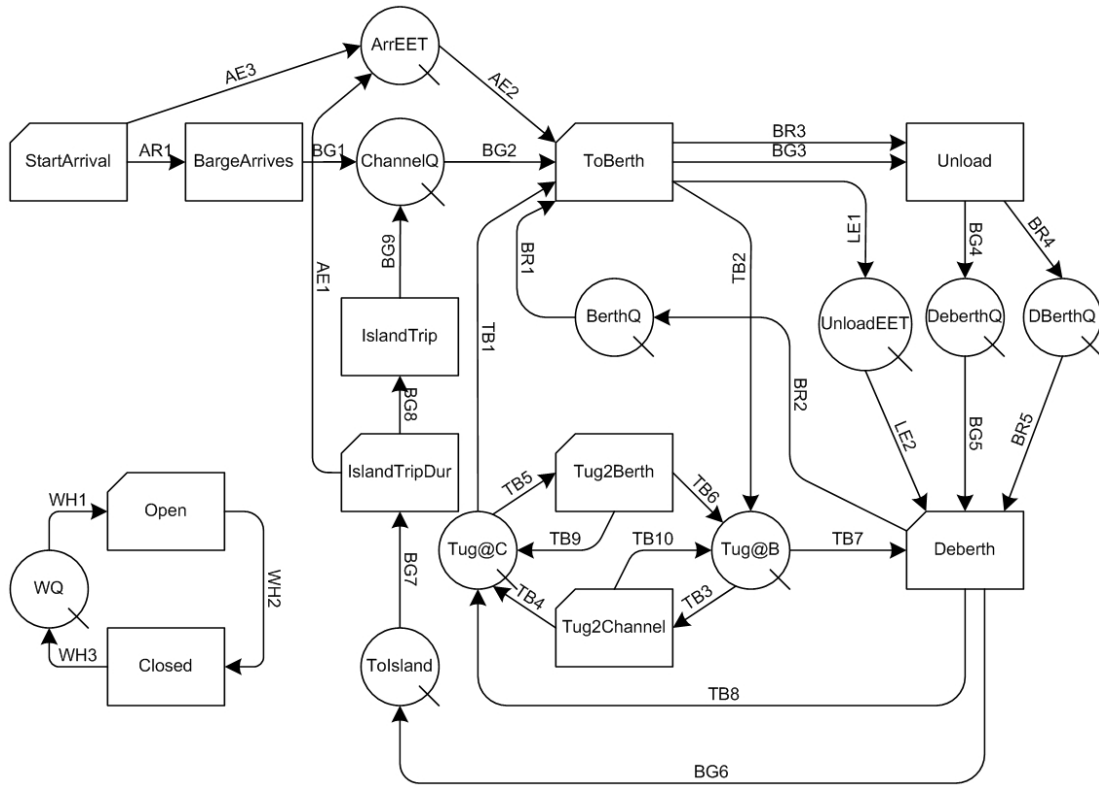 ArrEET
AE3
AE2
StartArrival
AR1
BargeArrives
BG1
ChannelQ
BG2
ToBerth
BR3
BG3
Unload
BG4
BR4
LE1
TB2
BR1
BG9
AE1
TB1
IslandTrip
BerthQ
UnloadEET
DeberthQ
DBerthQ
BG8
BR2
LE2
BG5
BR5
IslandTripDur
TB5
Tug2Berth
TB6
WH1
Open
WH2
WQ
WH3
Closed
BG7
Tug@C
TB9
TB10
Tug@B
TB7
Deberth
TB4
TB3
Tug2Channel
ToIsland
TB8
BG6